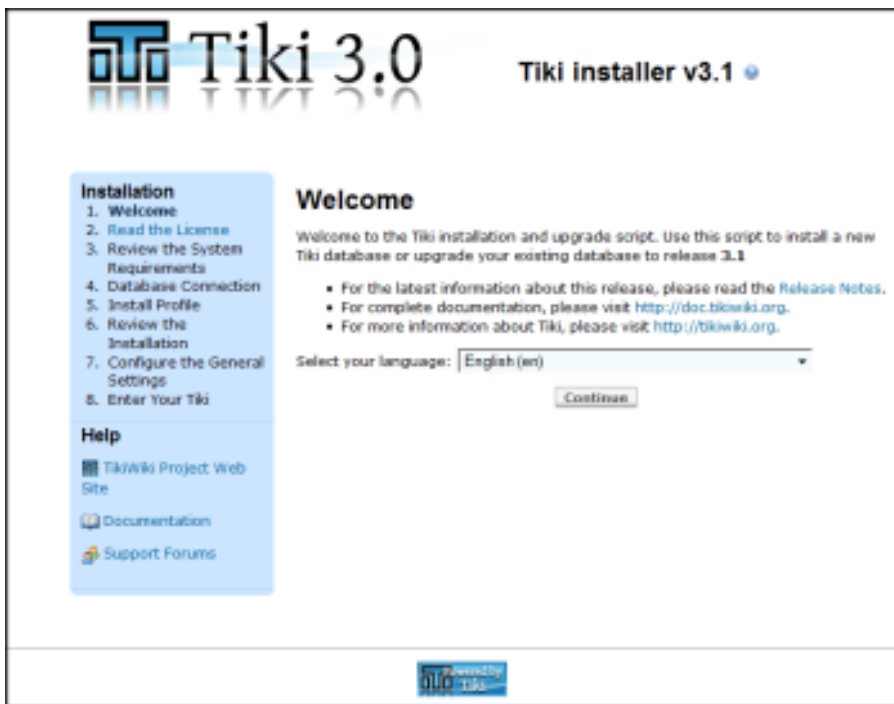 Tiki 3.0
Tiki installer v3.1
Installation
1. Welcome
2. Read the License
3. Review the System
Requirements
4. Database Connection
5. Install Profile
6. Review the
Installation
7. Configure the General
Settings
8. Enter Your Tiki
Help
TikiWiki Project Web
Site
Documentation
Support Forums
Welcome
Welcome to the Tiki installation and upgrade script. Use this script to install a new
Tiki database or upgrade your existing database to release 3.1
• For the latest information about this release, please read the Release Notes.
• For complete documentation, please visit http://doc.tikiwiki.org.
• For more information about Tiki, please visit http://tikiwiki.org.
Select your language: English (en)
Continue
Powered by
Tiki